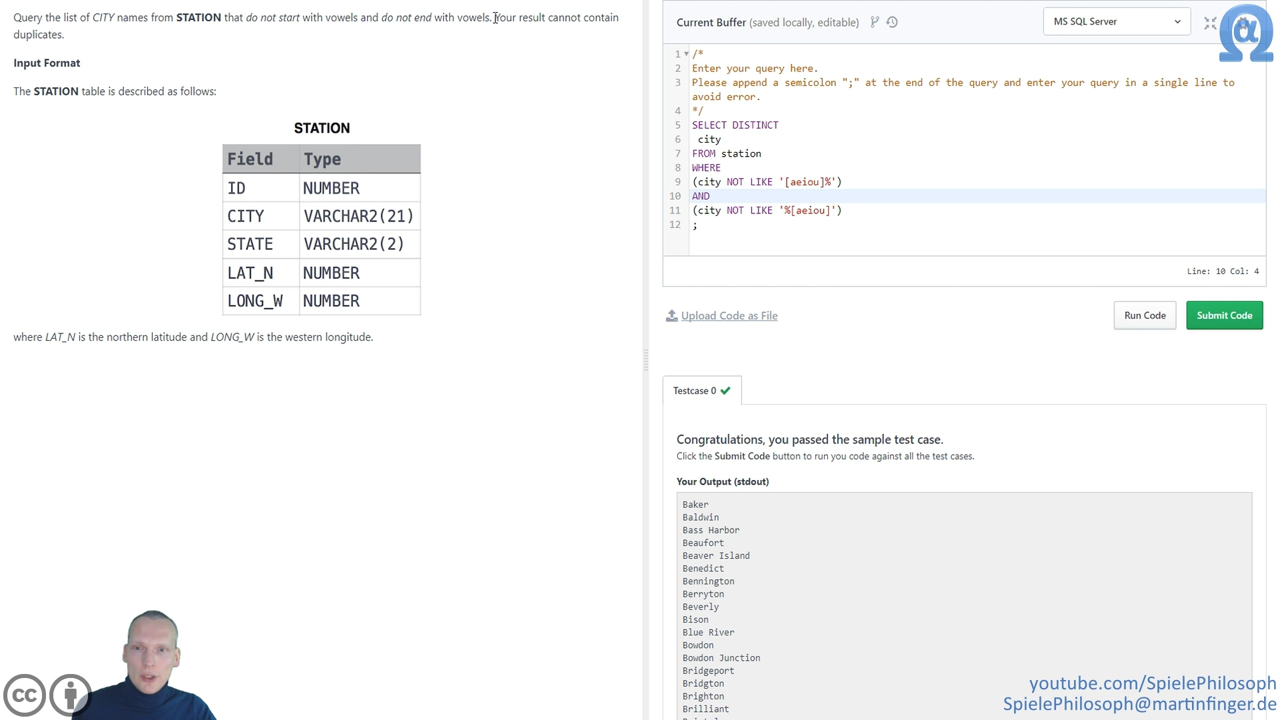 Query the list of CITY names from STATION that do not start with vowels and do not end with vowels. Your result cannot contain
duplicates.
Input Format
The STATION table is described as follows:
STATION
Field Type
ID NUMBER
CITY VARCHAR2(21)
STATE VARCHAR2(2)
LAT_N NUMBER
LONG_W NUMBER
where LAT_N is the northern latitude and LONG_W is the western longitude.
Current Buffer (saved locally, editable)
MS SQL Server
1 /*
2 Enter your query here.
3 Please append a semicolon ";" at the end of the query and enter your query in a single line to
avoid error.
4 */
5 SELECT DISTINCT
6 city
7 FROM station
8 WHERE
9 (city NOT LIKE '[aeiou]%')
10 AND
11 (city NOT LIKE '%[aeiou]')
12 ;
Line: 10 Col: 4
Upload Code as File
Run Code
Submit Code
Testcase 0
Congratulations, you passed the sample test case.
Click the Submit Code button to run you code against all the test cases.
Your Output (stdout)
Baker
Baldwin
Bass Harbor
Beaufort
Beaver Island
Benedict
Bennington
Berryton
Beverly
Bison
Blue River
Bowdon
Bowdon Junction
Bridgeport
Bridgton
Brighton
Brilliant
cc
youtube.com/SpielePhilosoph
SpielePhilosoph@martinfinger.de